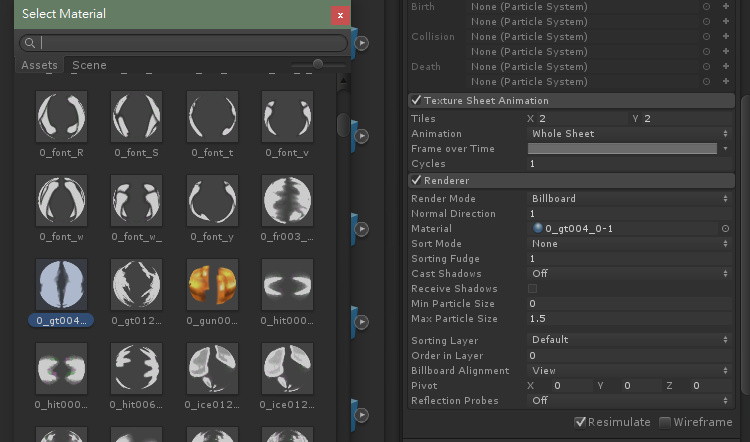 Select Material
x
Assets Scene
0_font_R 0_font_S 0_font_t 0_font_v
0_font_w 0_font_w_ 0_font_y 0_fr003_...
0_gt004... 0_gt012... 0_gun00... 0_hit000...
0_hit000... 0_hit006... 0_ice012... 0_ice012...
Birth None (Particle System)
None (Particle System)
Collision None (Particle System)
None (Particle System)
Death None (Particle System)
None (Particle System)
Texture Sheet Animation
Tiles X 2 Y 2
Animation Whole Sheet
Frame over Time
Cycles 1
Renderer
Render Mode Billboard
Normal Direction 1
Material 0_gt004_0-1
Sort Mode None
Sorting Fudge 1
Cast Shadows Off
Receive Shadows
Min Particle Size 0
Max Particle Size 1.5
Sorting Layer Default
Order in Layer 0
Billboard Alignment View
Pivot X 0 Y 0 Z 0
Reflection Probes Off
Resimulate Wireframe